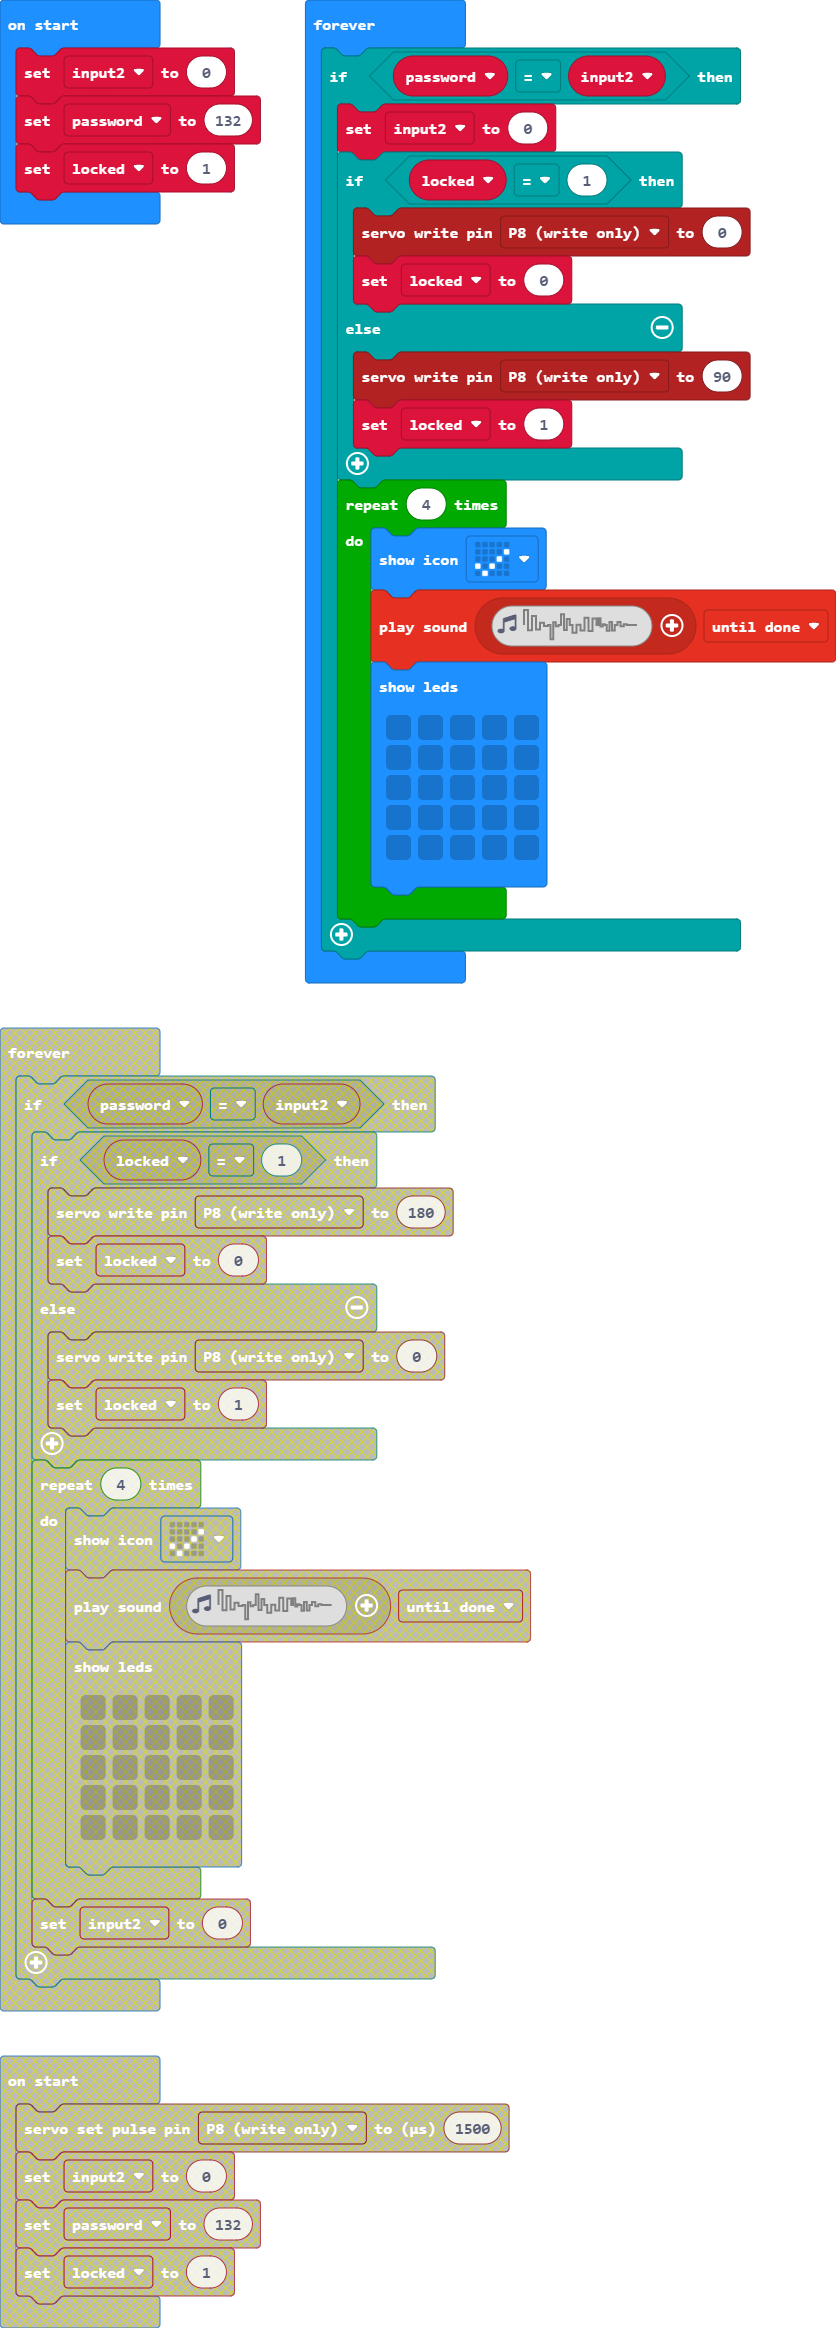 on start
set input2 to 0
set password to 132
set locked to 1
forever
if password = input2 then
set input2 to 0
if locked = 1 then
servo write pin P8 (write only) to 0
set locked to 0
else
servo write pin P8 (write only) to 90
set locked to 1
repeat 4 times
do
show icon
play sound until done
show leds
forever
if password = input2 then
if locked = 1 then
servo write pin P8 (write only) to 180
set locked to 0
else
servo write pin P8 (write only) to 0
set locked to 1
repeat 4 times
do
show icon
play sound until done
show leds
set input2 to 0
on start
servo set pulse pin P8 (write only) to (µs) 1500
set input2 to 0
set password to 132
set locked to 1